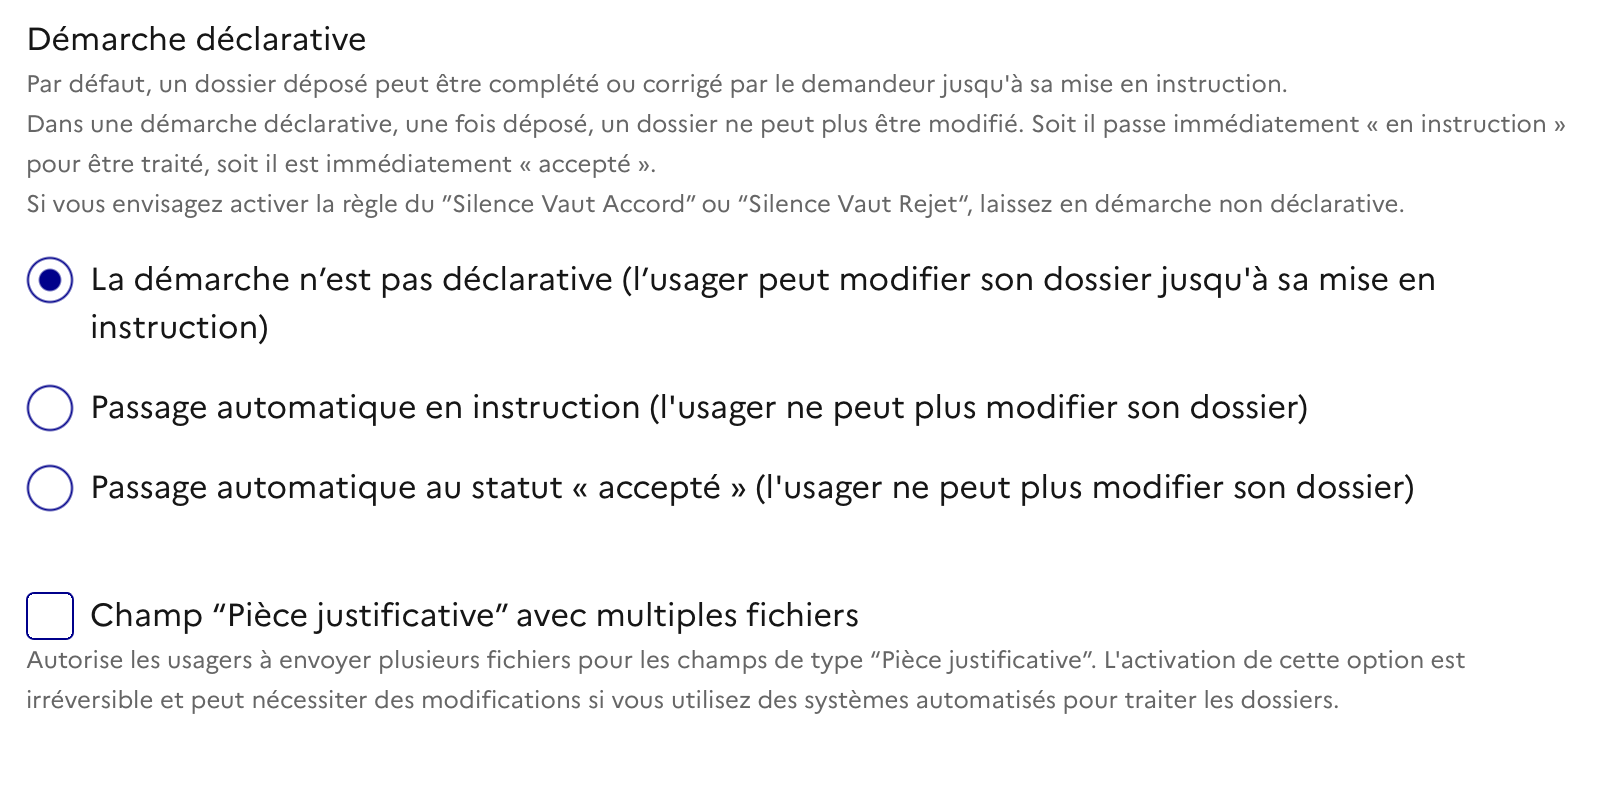 Démarche déclarative
Par défaut, un dossier déposé peut être complété ou corrigé par le demandeur jusqu'à sa mise en instruction.
Dans une démarche déclarative, une fois déposé, un dossier ne peut plus être modifié. Soit il passe immédiatement « en instruction »
pour être traité, soit il est immédiatement « accepté ».
Si vous envisagez activer la règle du “Silence Vaut Accord” ou “Silence Vaut Rejet“, laissez en démarche non déclarative.
La démarche n’est pas déclarative (l’usager peut modifier son dossier jusqu'à sa mise en
instruction)
Passage automatique en instruction (l'usager ne peut plus modifier son dossier)
Passage automatique au statut « accepté » (l'usager ne peut plus modifier son dossier)
Champ “Pièce justificative” avec multiples fichiers
Autorise les usagers à envoyer plusieurs fichiers pour les champs de type “Pièce justificative”. L'activation de cette option est
irréversible et peut nécessiter des modifications si vous utilisez des systèmes automatisés pour traiter les dossiers.